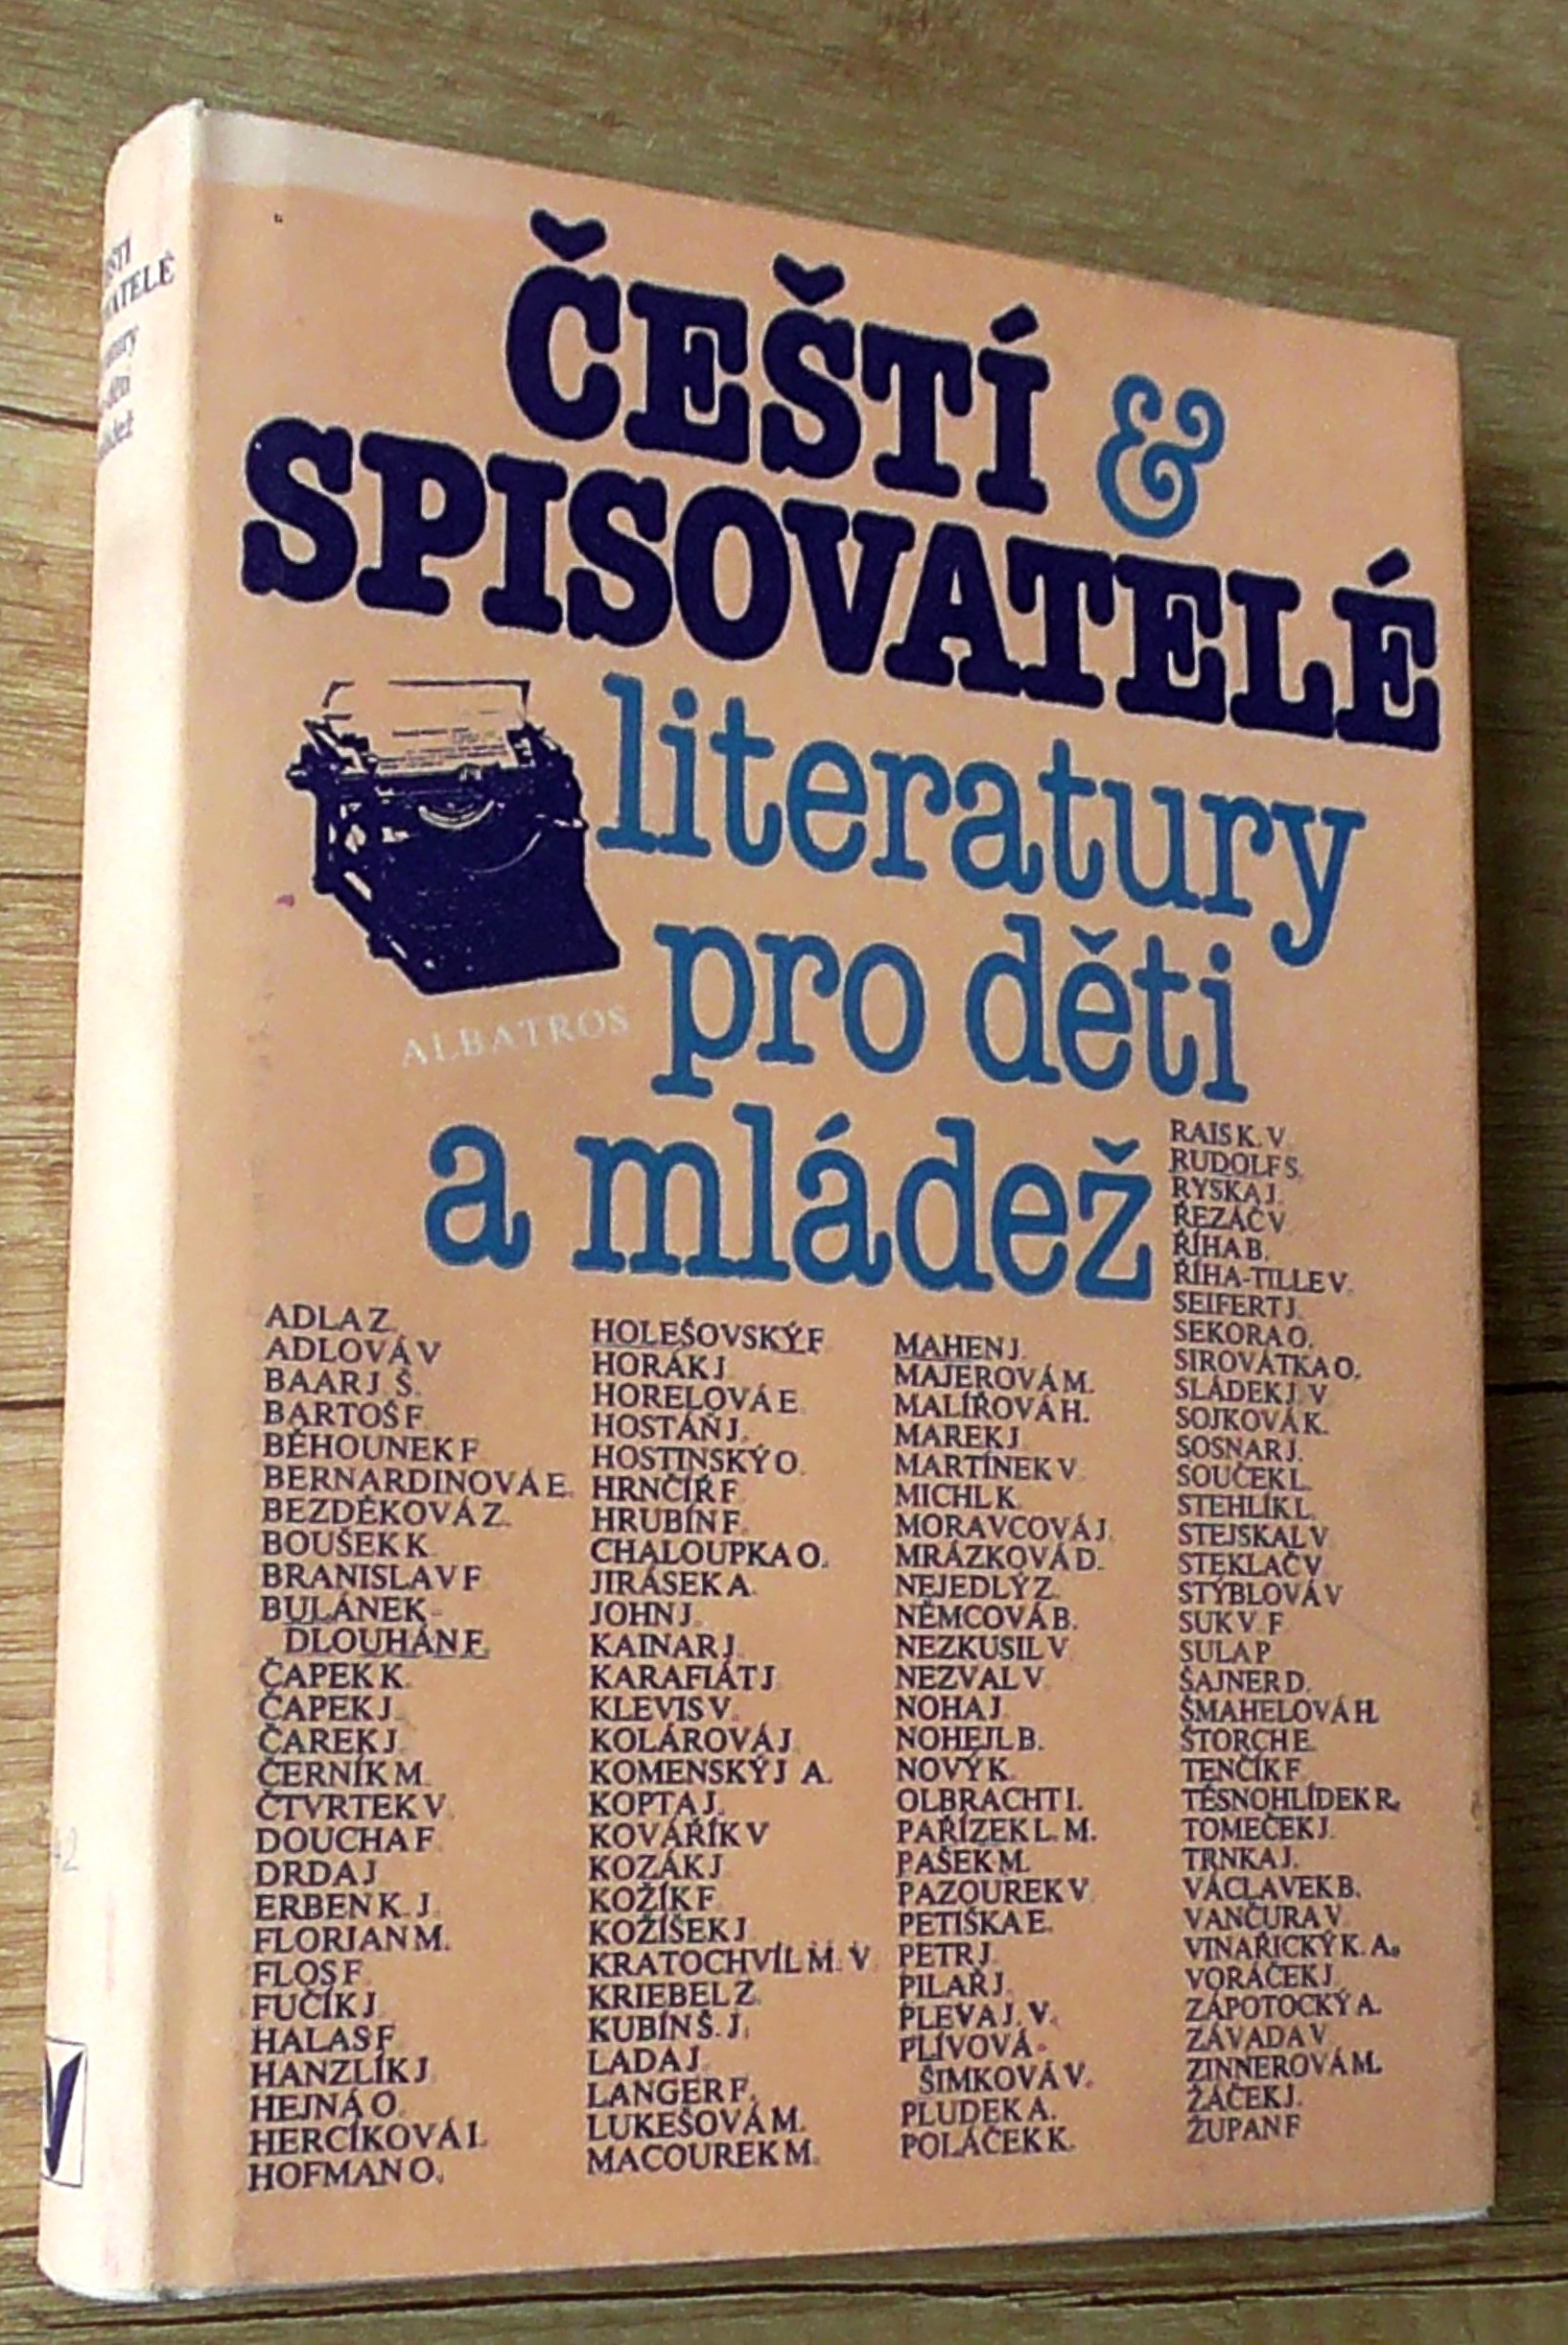 ČEŠTÍ &
SPISOVATELÉ
literatury
pro děti
a mládež
ALBATROS
ADLA Z.
ADLOVÁ V
BAAR J. Š.
BARTOŠ F
BĚHOUNEK F
BERNARDINOVÁ E.
BEZDĚKOVÁ Z.
BOUŠEK K
BRANISLAV F
BULÁNEK-
DLOUHÁN F.
ČAPEK K
ČAPEK J.
ČAREK J
ČERNÍK M.
ČTVRTEK V.
DOUCHA F
DRDA J
ERBEN K. J.
FLORIAN M.
FLOS F
FUČÍK J
HALAS F
HANZLÍK J
HEJNÁ O.
HERCÍKOVÁ I.
HOFMAN O.
HOLEŠOVSKÝ F
HORÁK J
HORELOVÁ E
HOSTÁŇ J.
HOSTINSKÝ O.
HRNČÍŘ F
HRUBÍN F.
CHALOUPKA O.
JIRÁSEK A.
JOHN J.
KAINAR J.
KARAFIÁT J
KLEVIS V.
KOLÁROVÁ J
KOMENSKÝ J A.
KOPTA J.
KOVÁŘÍK V
KOZÁK J
KOŽÍK F
KOŽÍŠEK J
KRATOCHVÍL M. V
KRIEBEL Z.
KUBÍN Š. J.
LADA J
LANGER F.
LUKEŠOVÁ M.
MACOUREK M.
MAHEN J.
MAJEROVÁ M.
MALÍŘOVÁ H.
MAREK J
MARTÍNEK V
MICHL K.
MORAVCOVÁ J.
MRÁZKOVÁ D.
NEJEDLÝ Z.
NĚMCOVÁ B.
NEZKUSIL V
NEZVAL V
NOHA J
NOHEJL B.
NOVÝ K.
OLBRACHT I.
PAŘÍZEK L. M.
PAŠEK M.
PAZOUREK V
PETIŠKA E.
PETR J.
PILAŘ J.
PLEVA J. V.
PLÍVOVÁ-
ŠIMKOVÁ V.
PLUDEK A.
POLÁČEK K.
RAIS K. V
RUDOLF S.
RYSKA J.
ŘEZÁČ V
ŘÍHA B.
ŘÍHA-TILLE V.
SEIFERT J.
SEKORA O.
SIROVÁTKA O.
SLÁDEK J. V
SOJKOVÁ K.
SOSNAR J.
SOUČEK L.
STEHLÍK L.
STEJSKAL V
STEKLAČ V
STÝBLOVÁ V
SUK V F
SULA P
ŠAJNER D.
ŠMAHELOVÁ H.
ŠTORCH E.
TENČÍK F
TĚSNOHLÍDEK R.
TOMEČEK J.
TRNKA J.
VÁCLAVEK B.
VANČURA V
VINAŘICKÝ K. A.
VORÁČEK J
ZÁPOTOCKÝ A.
ZÁVADA V
ZINNEROVÁ M.
ŽÁČEK J.
ŽUPAN F